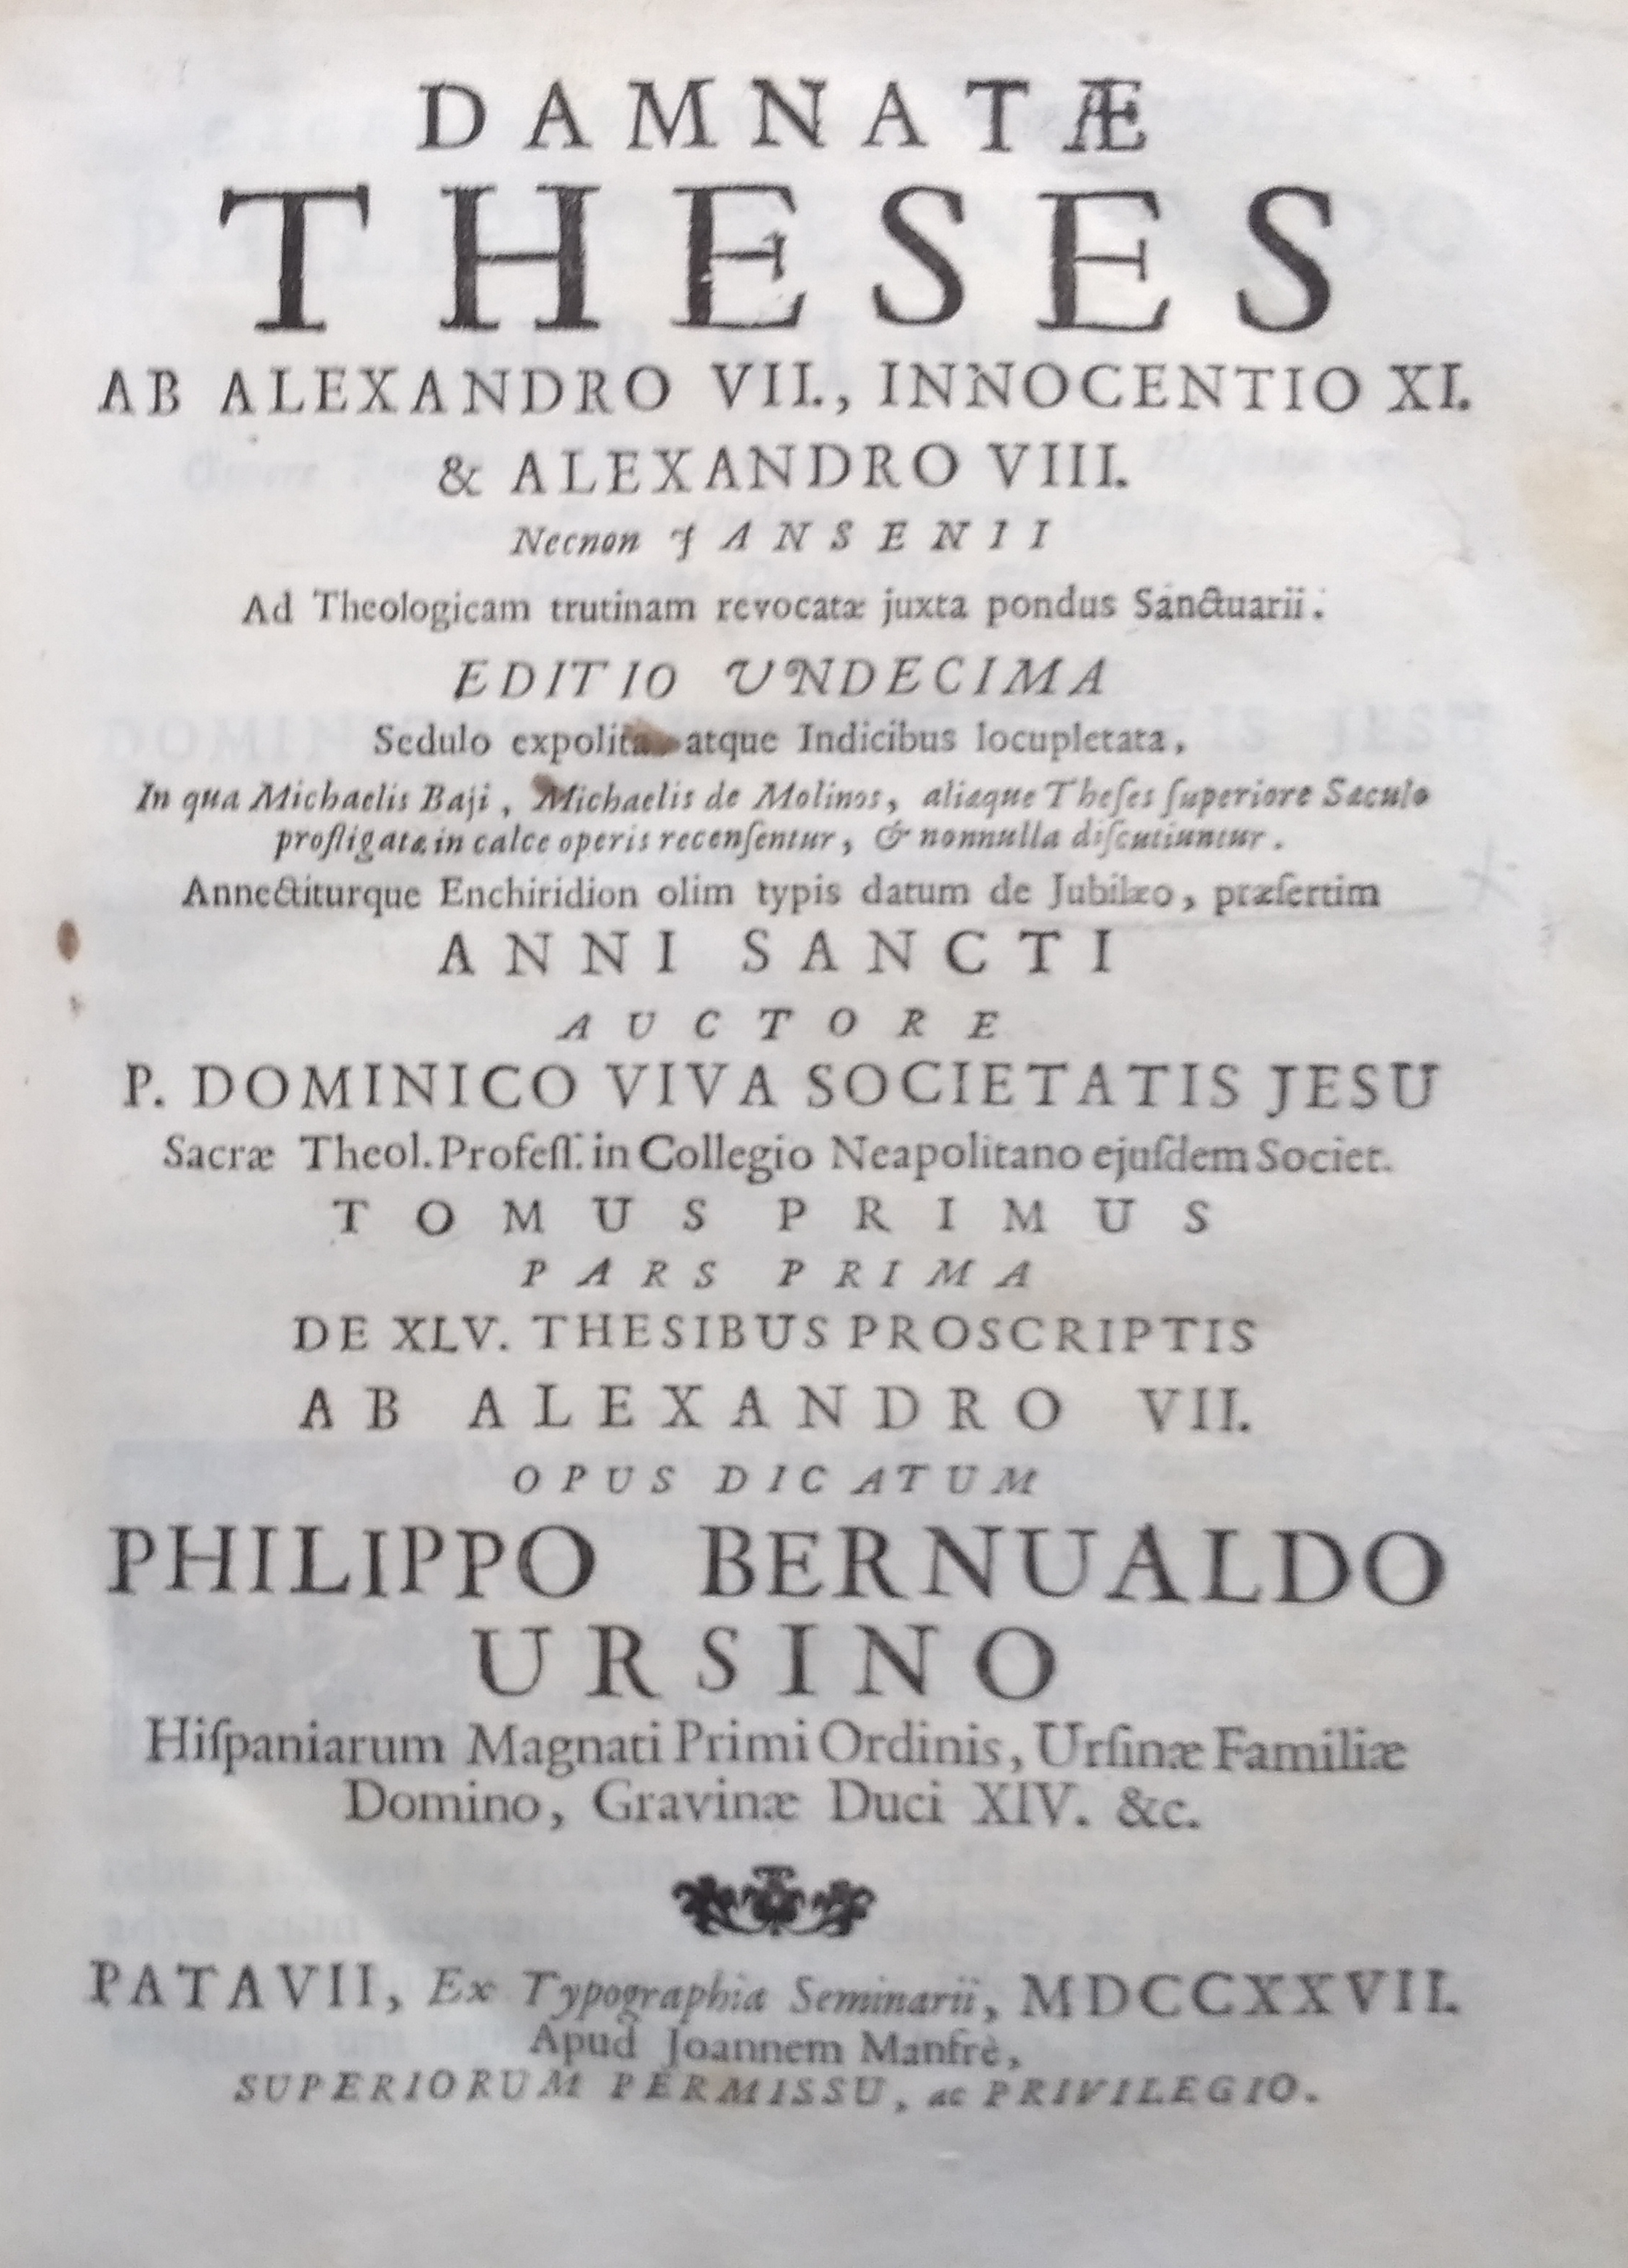 DAMNATÆ
THESES
AB ALEXANDRO VII., INNOCENTIO XI.
& ALEXANDRO VIII.
Necnon JANSENII
Ad Theologicam trutinam revocatæ juxta pondus Sanctuarii.
EDITIO UNDECIMA
Sedulo expolita atque Indicibus locupletata,
In qua Michaelis Baji, Michaelis de Molinos, aliæque Theſes ſuperiore Sæculo
profligatæ in calce operis recenſentur, & nonnulla diſcutiuntur.
Annectiturque Enchiridion olim typis datum de Jubilæo, præſertim
ANNI SANCTI
AUCTORE
P. DOMINICO VIVA SOCIETATIS JESU
Sacræ Theol. Profeſſ. in Collegio Neapolitano ejuſdem Societ.
TOMUS PRIMUS
PARS PRIMA
DE XLV. THESIBUS PROSCRIPTIS
AB ALEXANDRO VII.
OPUS DICATUM
PHILIPPO BERNUALDO
URSINO
Hiſpaniarum Magnati Primi Ordinis, Urſinæ Familiæ
Domino, Gravinæ Duci XIV. &c.
PATAVII, Ex Typographia Seminarii, MDCCXXVII.
Apud Joannem Manfrè,
SUPERIORUM PERMISSU, ac PRIVILEGIO.